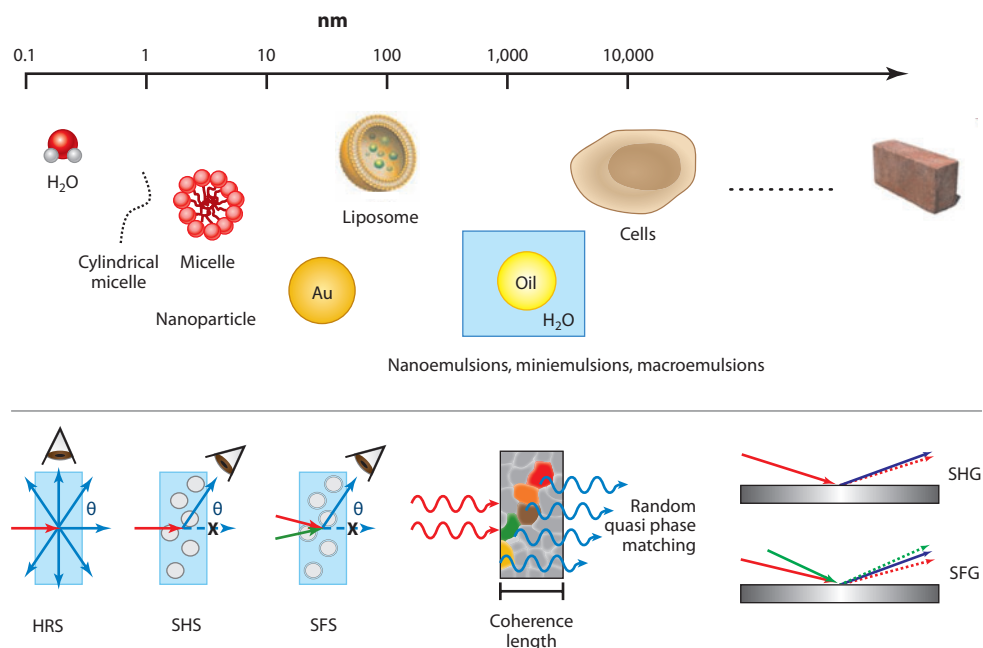 nm
0.1 1 10 100 1,000 10,000
H₂O
Cylindrical
micelle
Micelle
Nanoparticle
Au
Liposome
Oil
H₂O
Cells
Nanoemulsions, miniemulsions, macroemulsions
θ
HRS
θ
X
SHS
θ
X
SFS
Random
quasi phase
matching
Coherence
length
SHG
SFG